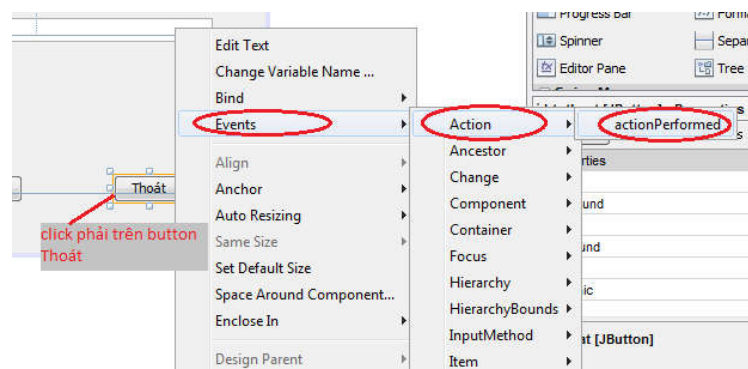 Progress Bar
Spinner
Separ
Editor Pane
Tree
Edit Text
Change Variable Name ...
Bind
Events
Align
Anchor
Auto Resizing
Same Size
Set Default Size
Space Around Component...
Enclose In
Design Parent
Action
Ancestor
Change
Component
Container
Focus
Hierarchy
HierarchyBounds
InputMethod
Item
actionPerformed
Thoát
click phải trên button
Thoát
rties
und
und
ic
at [JButton]